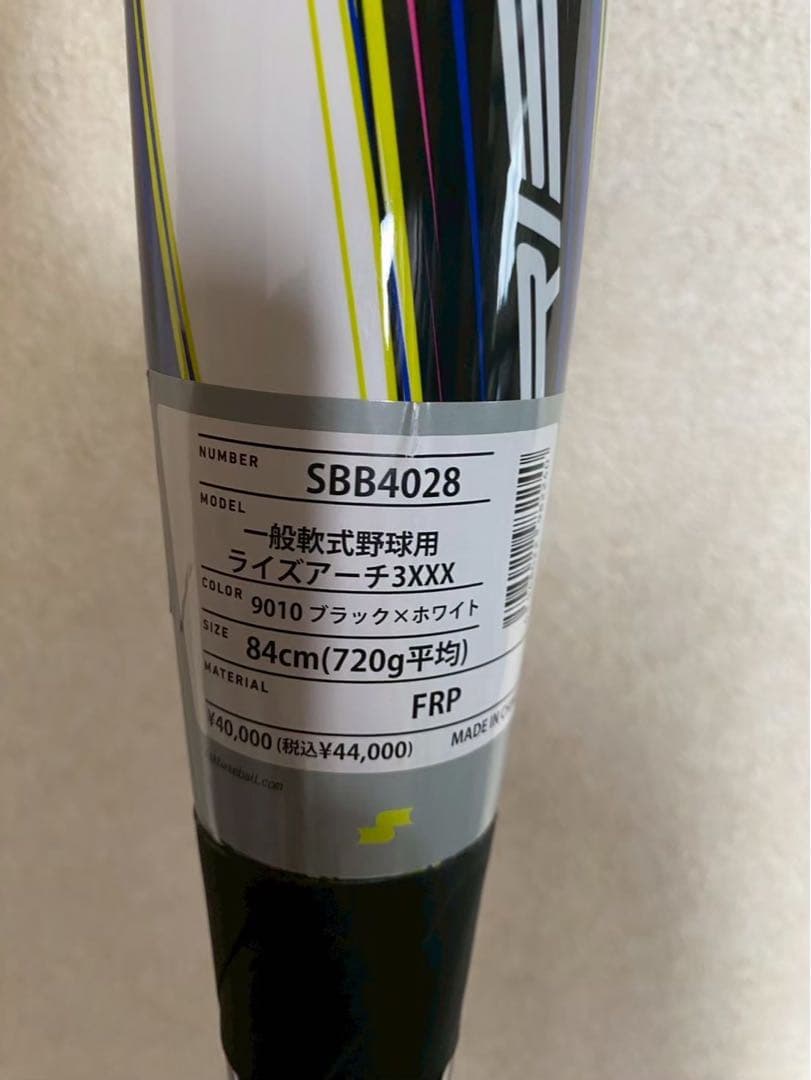 NUMBER
SBB4028
MODEL
一般軟式野球用
ライズアーチ3XXX
COLOR
9010 ブラック×ホワイト
SIZE
84cm(720g平均)
MATERIAL
FRP
¥40,000 (税込¥44,000)
MADE IN